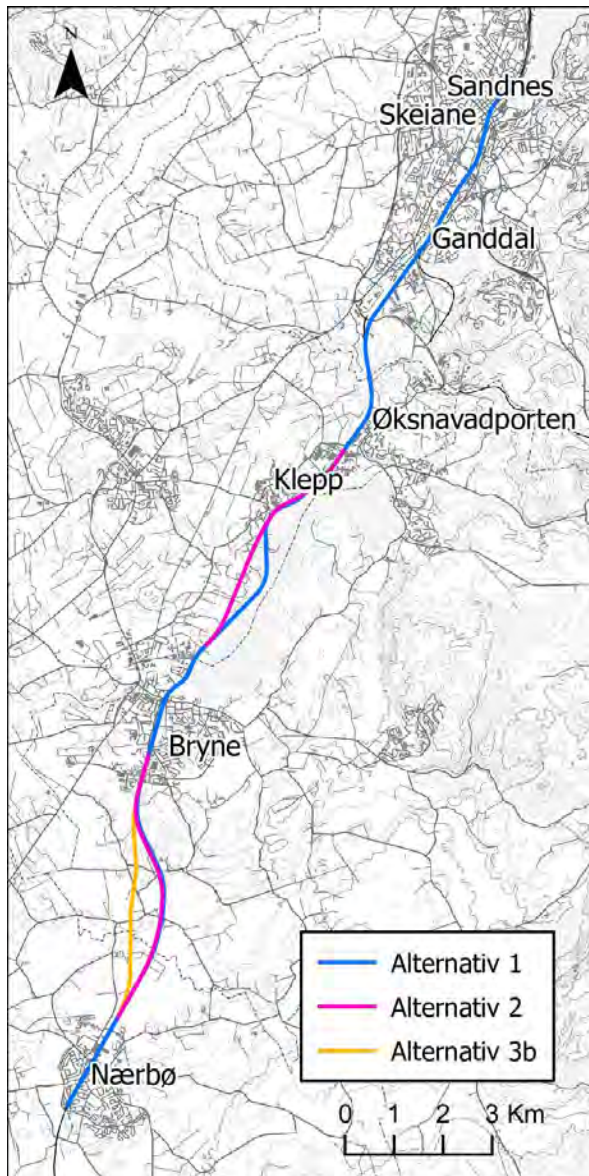 N
Sandnes
Skeiane
Ganddal
Øksnavadporten
Klepp
Bryne
Alternativ 1
Alternativ 2
Alternativ 3b
Nærbø
0 1 2 3 Km